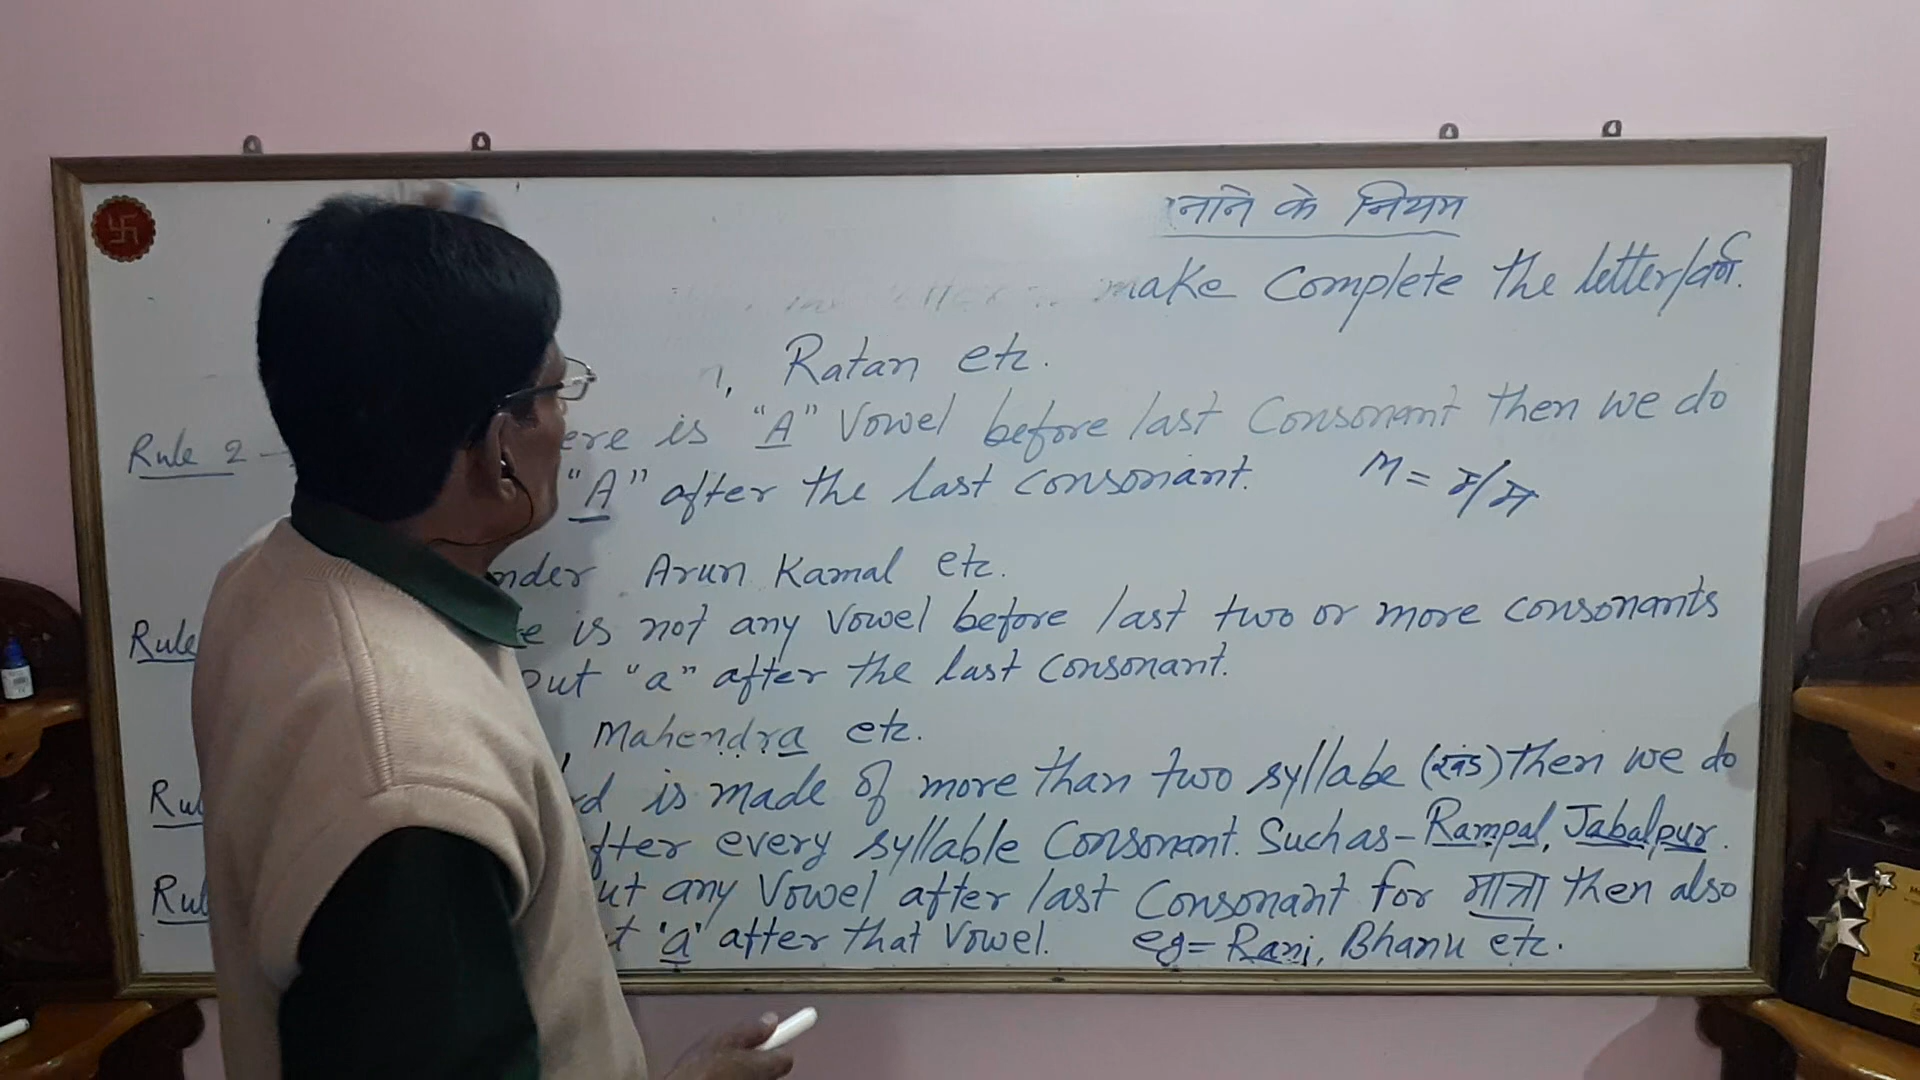 नाने के नियम
make Complete the letter/वर्ण.
Ratan etc.
Rule 2 – ere is "A" Vowel before last Consonant then we do
"A" after the last consonant. M = म्/म
nder Arun Kamal etc.
Rule e is not any Vowel before last two or more consonants
put "a" after the last consonant.
, Mahendra etc.
Rul rd is made of more than two syllabe (खंड) then we do
fter every syllable Consonant. Such as – Rampal, Jabalpur.
Rul ut any Vowel after last Consonant for मात्रा then also
t 'a' after that Vowel. eg = Rani, Bhanu etc.